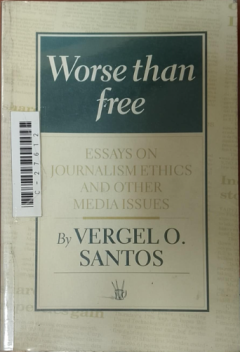 Worse than
free
ESSAYS ON
JOURNALISM ETHICS
AND OTHER
MEDIA ISSUES
By VERGEL O.
SANTOS